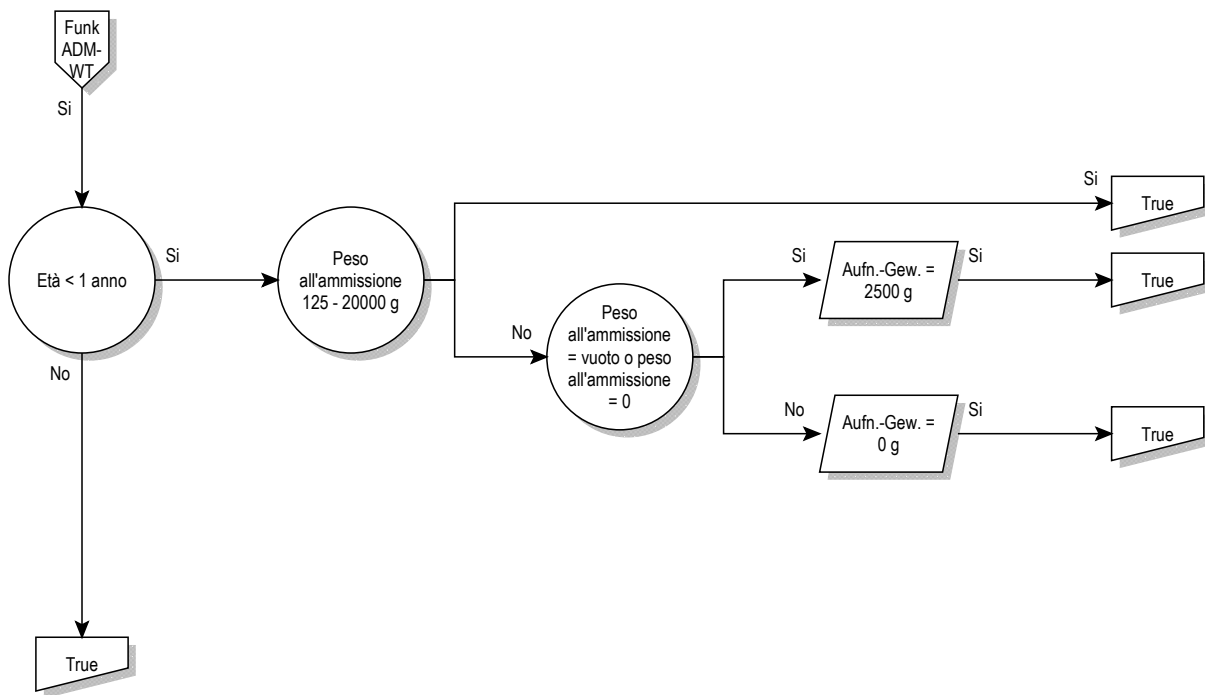 Funk
ADM-
WT
Si
Età < 1 anno
Si
Peso
all'ammissione
125 - 20000 g
Si
True
No
Peso
all'ammissione
= vuoto o peso
all'ammissione
= 0
Si
Aufn.-Gew. =
2500 g
Si
True
No
Aufn.-Gew. =
0 g
Si
True
No
True